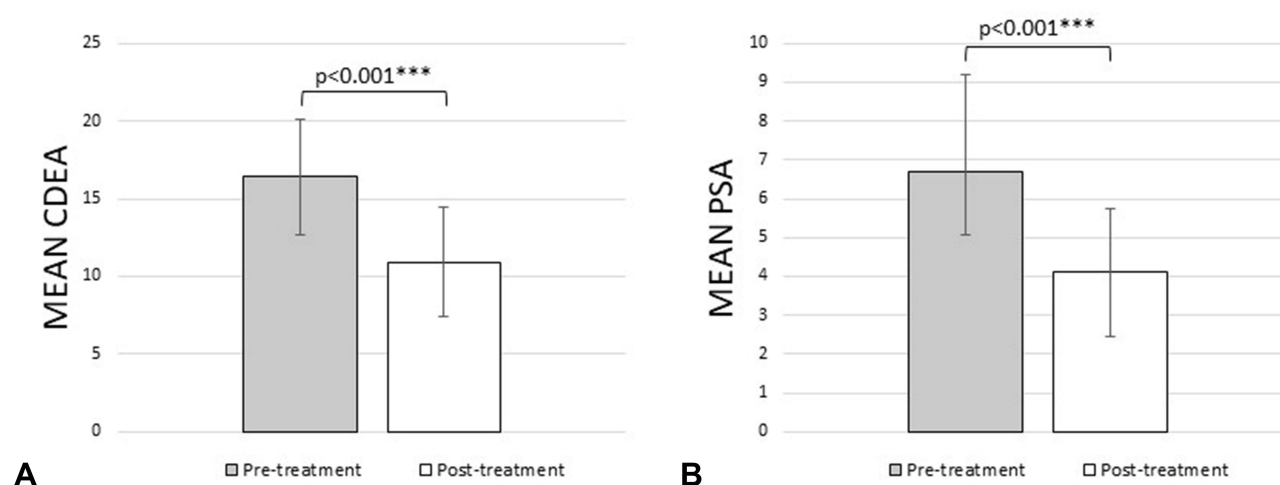 MEAN CDEA
25
20
15
10
5
0
p<0.001***
Pre-treatment
Post-treatment
A
MEAN PSA
10
9
8
7
6
5
4
3
2
1
0
p<0.001***
Pre-treatment
Post-treatment
B